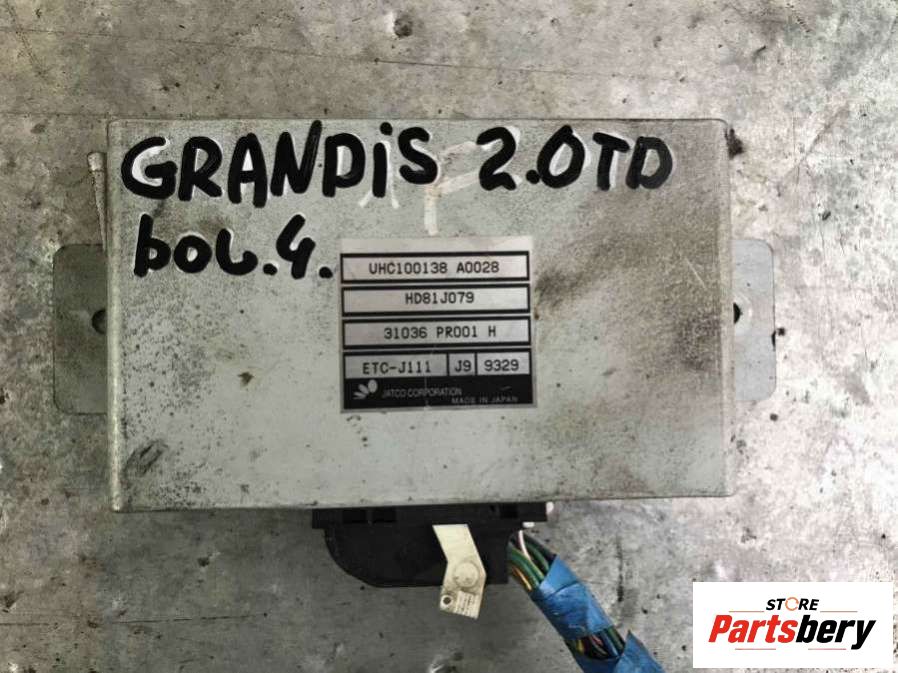 GRANDiS 2.0TD
bol.4.
UHC100138 A0028
HD81J079
31036 PR001 H
ETC-J111 J9 9329
JATCO CORPORATION
MADE IN JAPAN
STORE
Partsbery